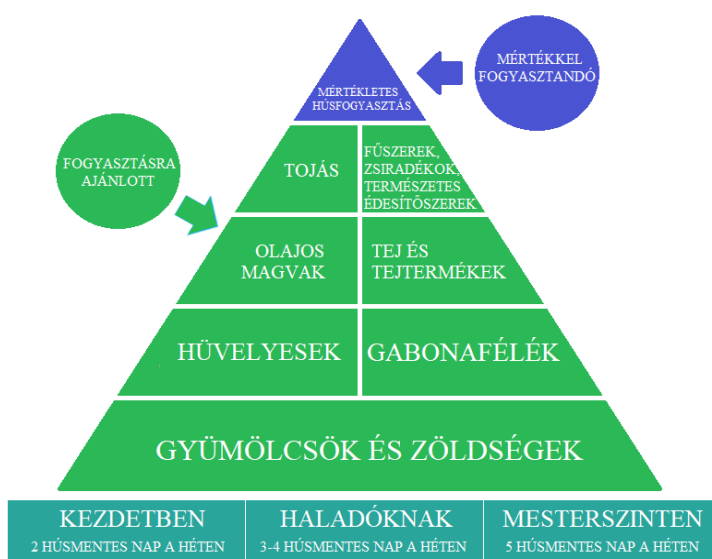 MÉRTÉKKEL
FOGYASZTANDÓ
MÉRTÉKLETES
HÚSFOGYASZTÁS
FOGYASZTÁSRA
AJÁNLOTT
TOJÁS
FŰSZEREK,
ZSIRADÉKOK,
TERMÉSZETES
ÉDESÍTŐSZEREK
OLAJOS
MAGVAK
TEJ ÉS
TEJTERMÉKEK
HÜVELYESEK
GABONAFÉLÉK
GYÜMÖLCSÖK ÉS ZÖLDSÉGEK
KEZDETBEN
2 HÚSMENTES NAP A HÉTEN
HALADÓKNAK
3-4 HÚSMENTES NAP A HÉTEN
MESTERSZINTEN
5 HÚSMENTES NAP A HÉTEN